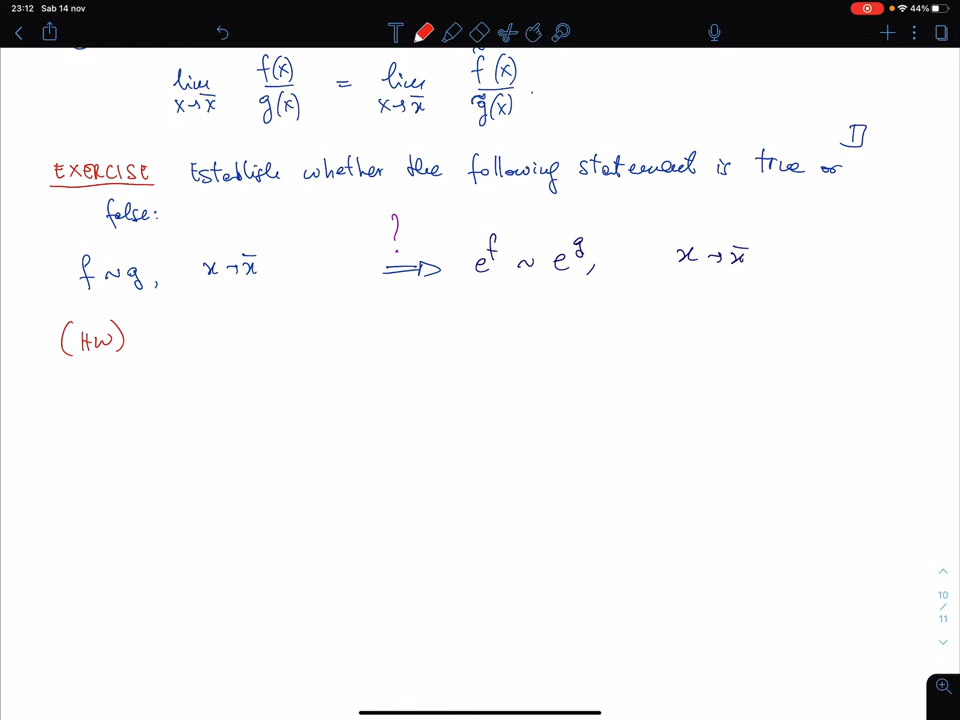 23:12 Sab 14 nov 44%
lim x→x̄ f(x)/g(x) = lim x→x̄ f̃(x)/g̃(x).
EXERCISE Establish whether the following statement is true or
false:
f ~ g, x→x̄ ? ⟹ e^f ~ e^g, x→x̄
(HW)
10
/
11